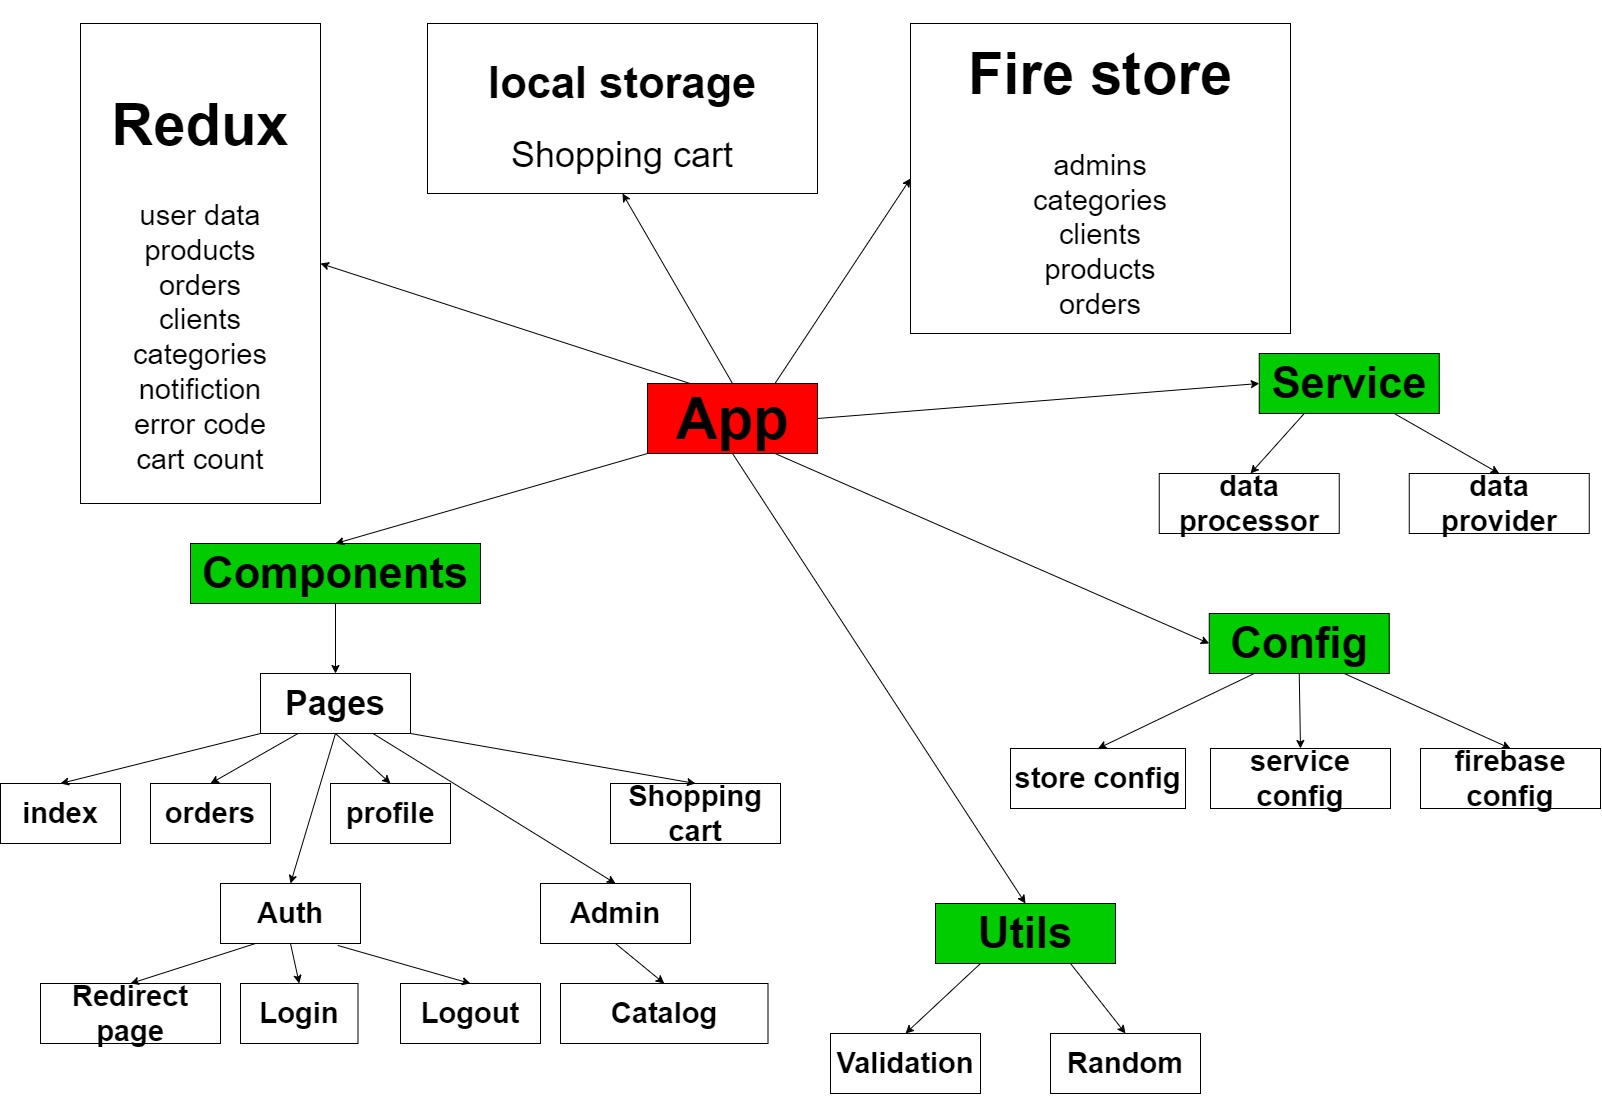 Redux
user data
products
orders
clients
categories
notifiction
error code
cart count
local storage
Shopping cart
Fire store
admins
categories
clients
products
orders
App
Service
data
processor
data
provider
Components
Config
store config
service
config
firebase
config
Pages
index
orders
profile
Shopping
cart
Auth
Admin
Redirect
page
Login
Logout
Catalog
Utils
Validation
Random